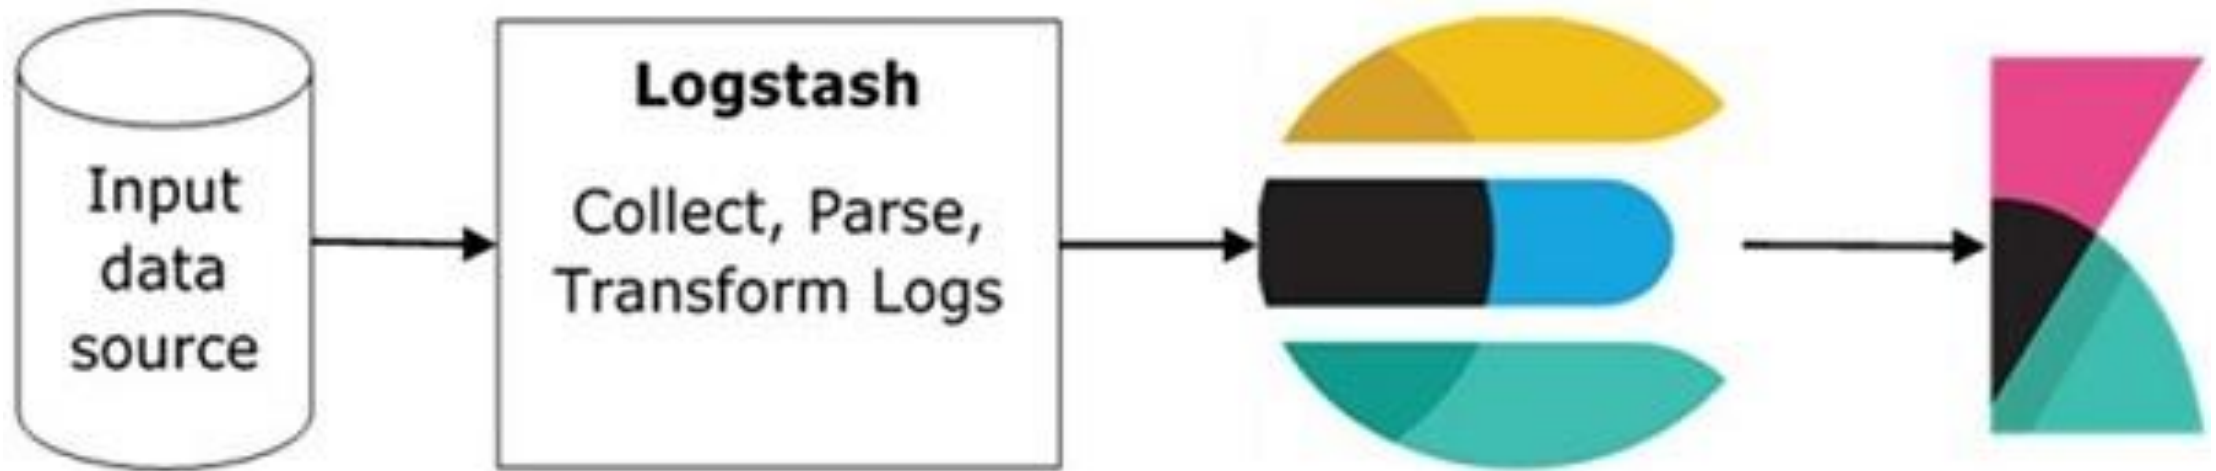 Input
data
source
Logstash
Collect, Parse,
Transform Logs